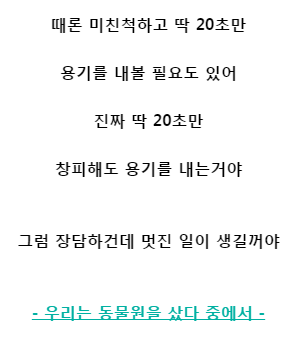 때론 미친척하고 딱 20초만
용기를 내볼 필요도 있어
진짜 딱 20초만
창피해도 용기를 내는거야
그럼 장담하건데 멋진 일이 생길꺼야
- 우리는 동물원을 샀다 중에서 -